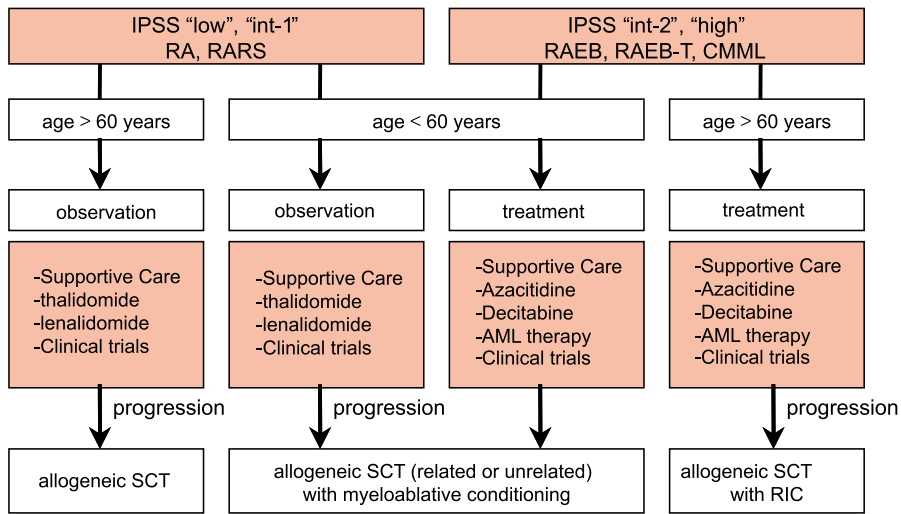 IPSS “low”, “int-1”
RA, RARS
IPSS “int-2”, “high”
RAEB, RAEB-T, CMML
age > 60 years
age < 60 years
age > 60 years
observation
observation
treatment
treatment
-Supportive Care
-thalidomide
-lenalidomide
-Clinical trials
-Supportive Care
-thalidomide
-lenalidomide
-Clinical trials
-Supportive Care
-Azacitidine
-Decitabine
-AML therapy
-Clinical trials
-Supportive Care
-Azacitidine
-Decitabine
-AML therapy
-Clinical trials
progression
progression
progression
allogeneic SCT
allogeneic SCT (related or unrelated)
with myeloablative conditioning
allogeneic SCT
with RIC